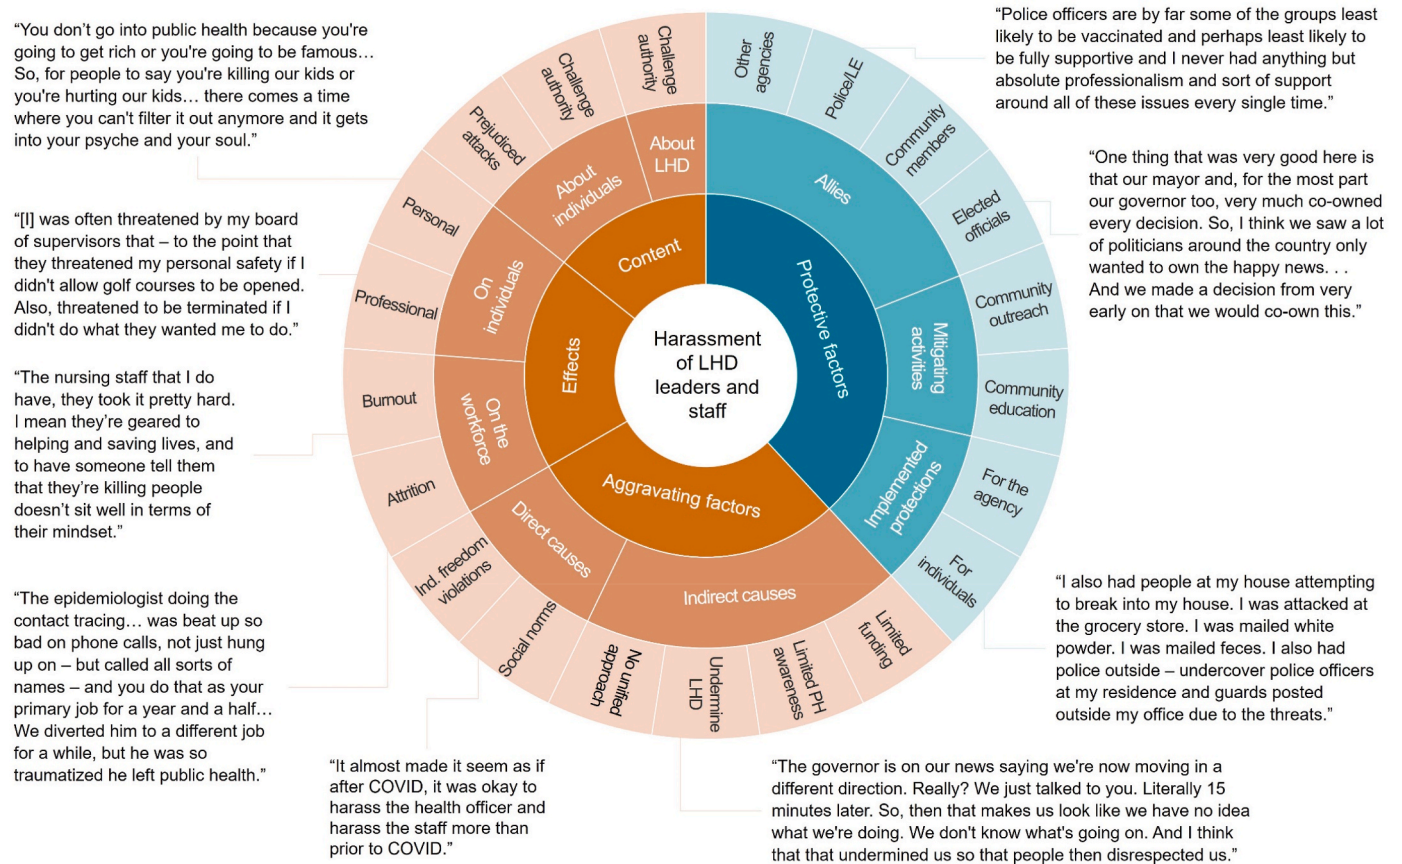 “You don’t go into public health because you're
going to get rich or you're going to be famous…
So, for people to say you're killing our kids or
you're hurting our kids… there comes a time
where you can't filter it out anymore and it gets
into your psyche and your soul.”
“[I] was often threatened by my board
of supervisors that – to the point that
they threatened my personal safety if I
didn't allow golf courses to be opened.
Also, threatened to be terminated if I
didn't do what they wanted me to do.”
“The nursing staff that I do
have, they took it pretty hard.
I mean they’re geared to
helping and saving lives, and
to have someone tell them
that they’re killing people
doesn’t sit well in terms of
their mindset.”
“The epidemiologist doing the
contact tracing… was beat up so
bad on phone calls, not just hung
up on – but called all sorts of
names – and you do that as your
primary job for a year and a half…
We diverted him to a different job
for a while, but he was so
traumatized he left public health.”
“It almost made it seem as if
after COVID, it was okay to
harass the health officer and
harass the staff more than
prior to COVID.”
Harassment
of LHD
leaders and
staff
Content
Effects
Aggravating factors
Protective factors
About
LHD
About
individuals
On
individuals
On the
workforce
Direct causes
Indirect causes
Implemented
protections
Mitigating
activities
Allies
Challenge
authority
Challenge
authority
Prejudiced
attacks
Personal
Professional
Burnout
Attrition
Ind. freedom
violations
Social norms
No unified
approach
Undermine
LHD
Limited PH
awareness
Limited
funding
For
individuals
For the
agency
Community
education
Community
outreach
Elected
officials
Community
members
Police/LE
Other
agencies
“Police officers are by far some of the groups least
likely to be vaccinated and perhaps least likely to
be fully supportive and I never had anything but
absolute professionalism and sort of support
around all of these issues every single time.”
“One thing that was very good here is
that our mayor and, for the most part
our governor too, very much co-owned
every decision. So, I think we saw a lot
of politicians around the country only
wanted to own the happy news. . .
And we made a decision from very
early on that we would co-own this.”
“I also had people at my house attempting
to break into my house. I was attacked at
the grocery store. I was mailed white
powder. I was mailed feces. I also had
police outside – undercover police officers
at my residence and guards posted
outside my office due to the threats.”
“The governor is on our news saying we're now moving in a
different direction. Really? We just talked to you. Literally 15
minutes later. So, then that makes us look like we have no idea
what we're doing. We don't know what's going on. And I think
that that undermined us so that people then disrespected us.”